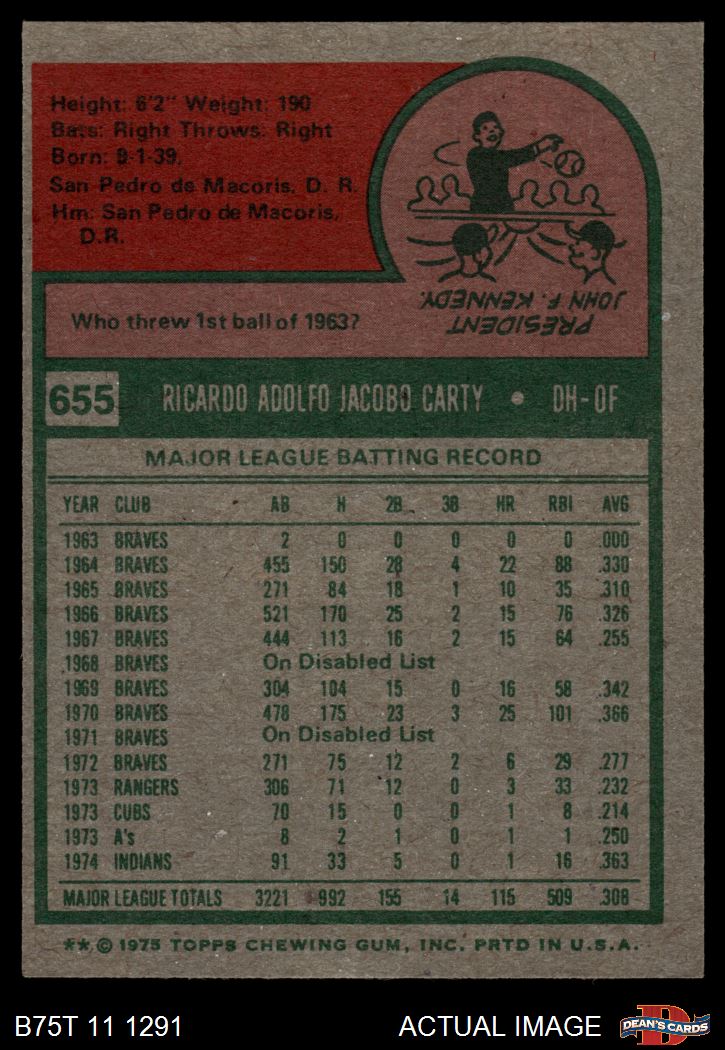 Height: 6'2" Weight: 190
Bats: Right Throws: Right
Born: 9-1-39,
San Pedro de Macoris, D. R.
Hm: San Pedro de Macoris,
D.R.
PRESIDENT
JOHN F. KENNEDY.
Who threw 1st ball of 1963?
655 RICARDO ADOLFO JACOBO CARTY • DH-OF
MAJOR LEAGUE BATTING RECORD
YEAR CLUB AB H 2B 3B HR RBI AVG
1963 BRAVES 2 0 0 0 0 0 .000
1964 BRAVES 455 150 28 4 22 88 .330
1965 BRAVES 271 84 18 1 10 35 .310
1966 BRAVES 521 170 25 2 15 76 .326
1967 BRAVES 444 113 16 2 15 64 .255
1968 BRAVES On Disabled List
1969 BRAVES 304 104 15 0 16 58 .342
1970 BRAVES 478 175 23 3 25 101 .366
1971 BRAVES On Disabled List
1972 BRAVES 271 75 12 2 6 29 .277
1973 RANGERS 306 71 12 0 3 33 .232
1973 CUBS 70 15 0 0 1 8 .214
1973 A's 8 2 1 0 1 1 .250
1974 INDIANS 91 33 5 0 1 16 .363
MAJOR LEAGUE TOTALS 3221 992 155 14 115 509 .308
** © 1975 TOPPS CHEWING GUM, INC. PRTD IN U.S.A.
B75T 11 1291 ACTUAL IMAGE D DEAN'S CARDS